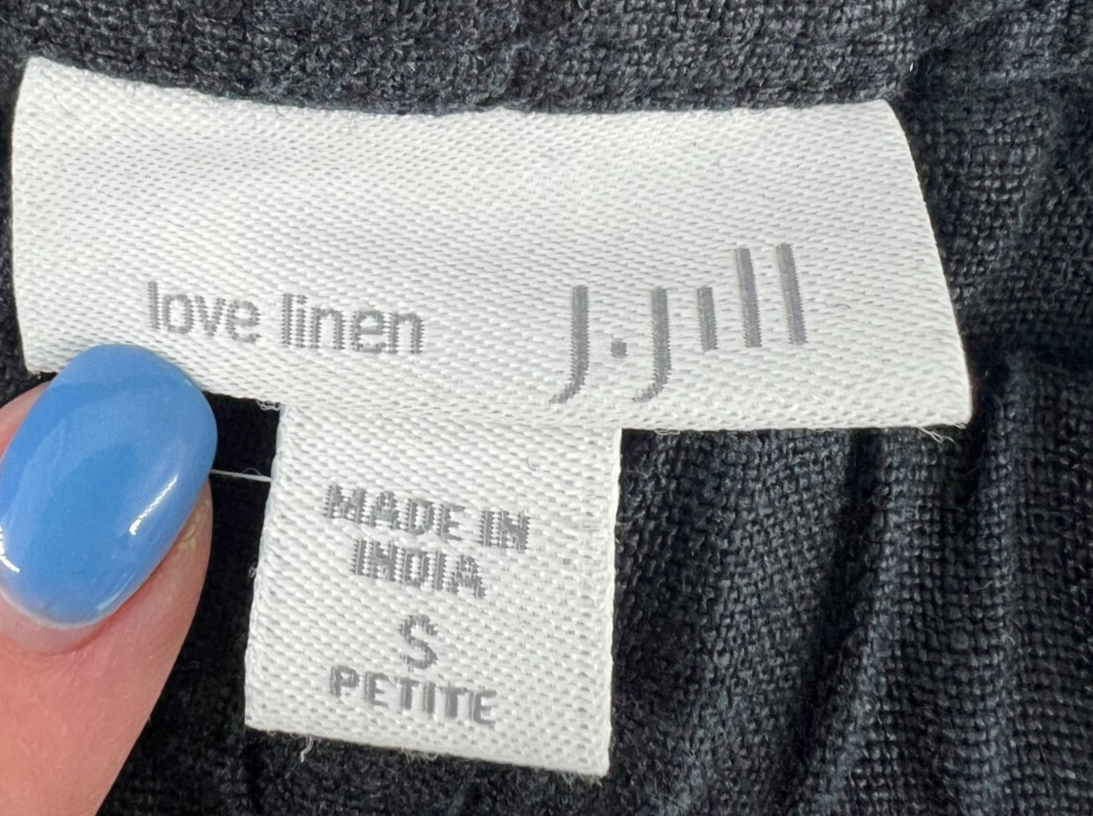 love linen J.Jill
MADE IN
INDIA
S
PETITE